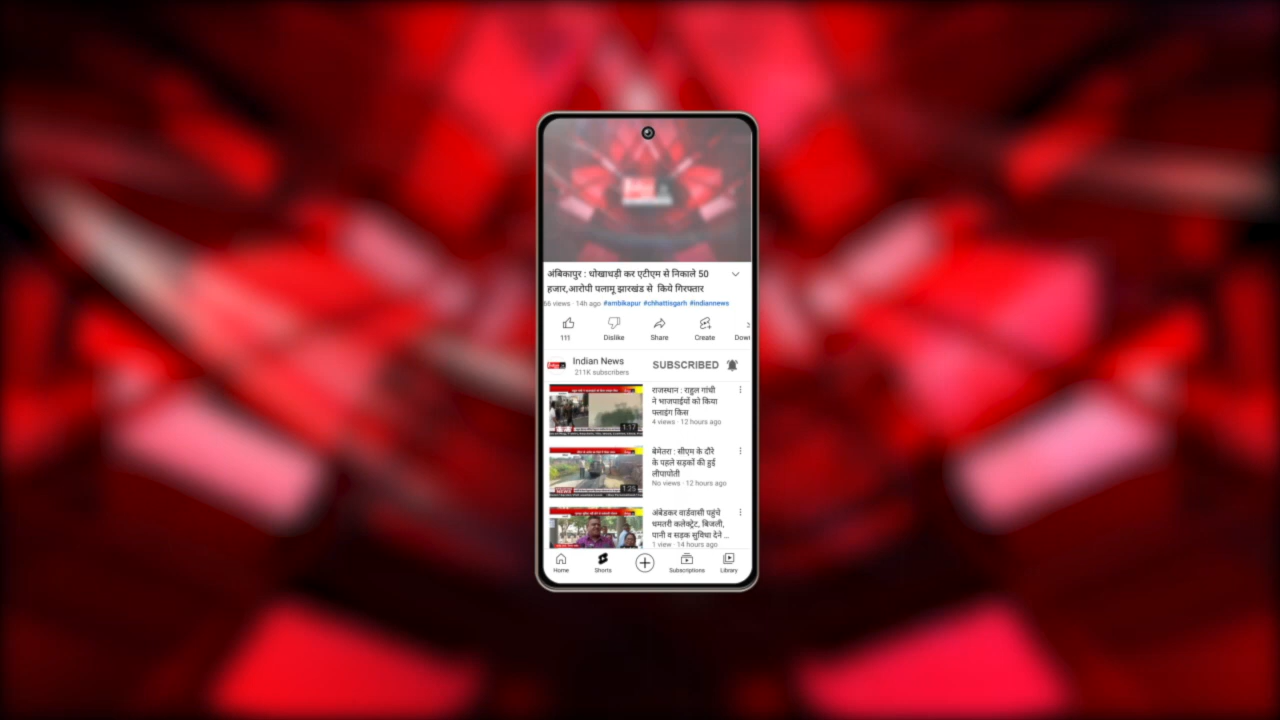 अंबिकापुर : धोखाधड़ी कर एटीएम से निकाले 50
हजार,आरोपी पलामू झारखंड से किये गिरफ्तार
66 views · 14h ago #ambikapur #chhattisgarh #indiannews
111
Dislike
Share
Create
Indian News
211K subscribers
SUBSCRIBED
राजस्थान : राहुल गांधी
ने भाजपाईयों को किया
फ्लाइंग किस
4 views · 12 hours ago
1:17
बेमेतरा : सीएम के दौरे
के पहले सड़कों की हुई
लीपापोती
No views · 12 hours ago
1:25
अंबेडकर वार्डवासी पहुंचे
धमतरी कलेक्ट्रेट, बिजली,
पानी व सड़क सुविधा देने ...
1 view · 14 hours ago
Home
Shorts
Subscriptions
Library